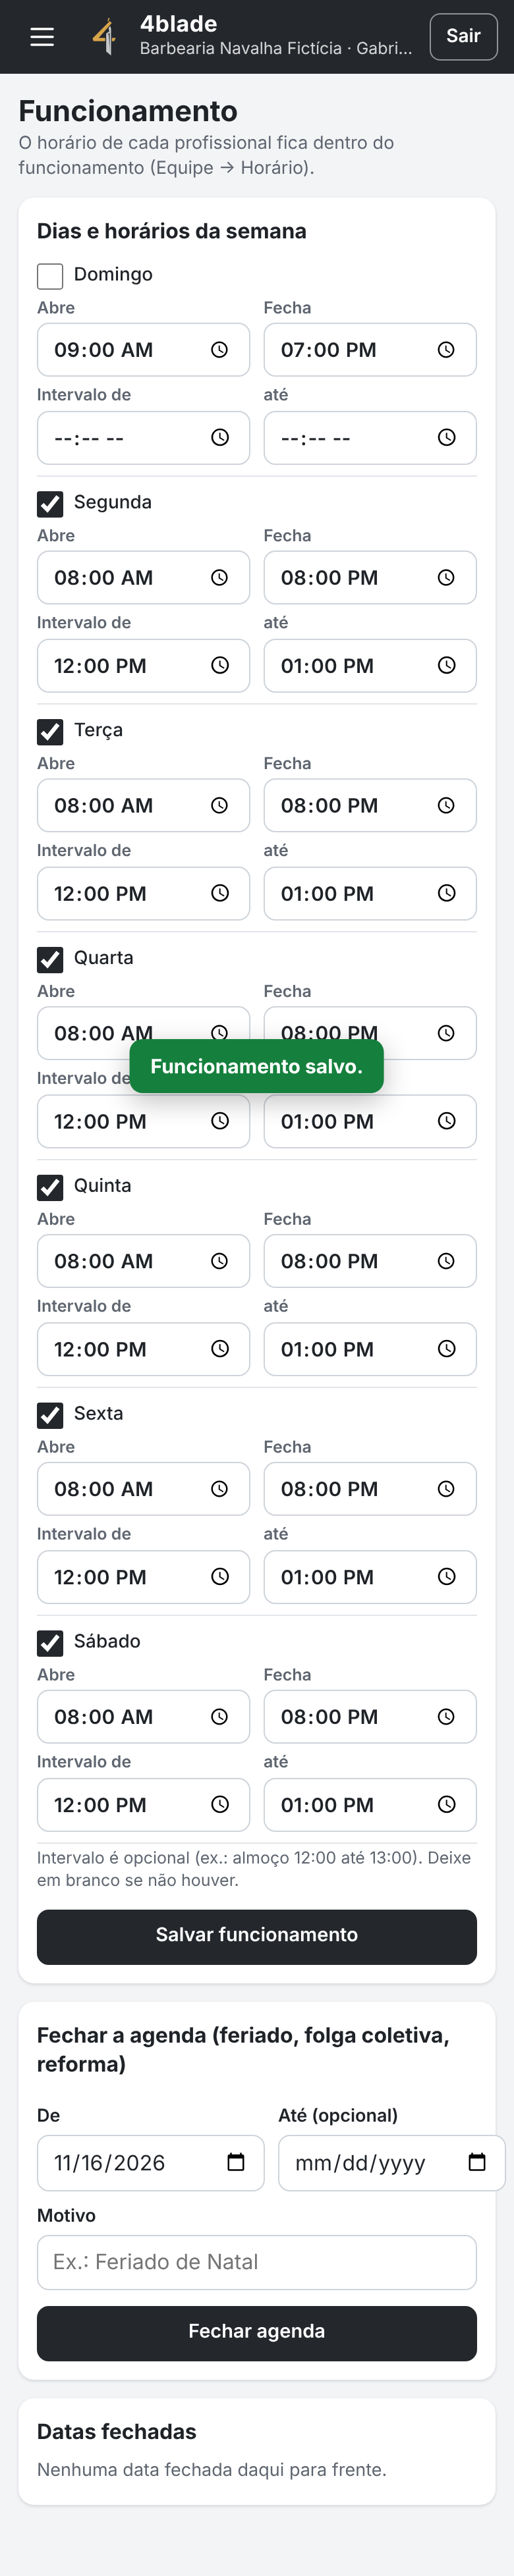 4blade
Barbearia Navalha Fictícia · Gabri...
Sair
Funcionamento
O horário de cada profissional fica dentro do
funcionamento (Equipe → Horário).
Dias e horários da semana
Domingo
Abre Fecha
09:00 AM 07:00 PM
Intervalo de até
--:-- -- --:-- --
Segunda
Abre Fecha
08:00 AM 08:00 PM
Intervalo de até
12:00 PM 01:00 PM
Terça
Abre Fecha
08:00 AM 08:00 PM
Intervalo de até
12:00 PM 01:00 PM
Quarta
Abre Fecha
08:00 AM 08:00 PM
Funcionamento salvo.
Intervalo de
12:00 PM 01:00 PM
Quinta
Abre Fecha
08:00 AM 08:00 PM
Intervalo de até
12:00 PM 01:00 PM
Sexta
Abre Fecha
08:00 AM 08:00 PM
Intervalo de até
12:00 PM 01:00 PM
Sábado
Abre Fecha
08:00 AM 08:00 PM
Intervalo de até
12:00 PM 01:00 PM
Intervalo é opcional (ex.: almoço 12:00 até 13:00). Deixe
em branco se não houver.
Salvar funcionamento
Fechar a agenda (feriado, folga coletiva,
reforma)
De Até (opcional)
11/16/2026 mm/dd/yyyy
Motivo
Ex.: Feriado de Natal
Fechar agenda
Datas fechadas
Nenhuma data fechada daqui para frente.